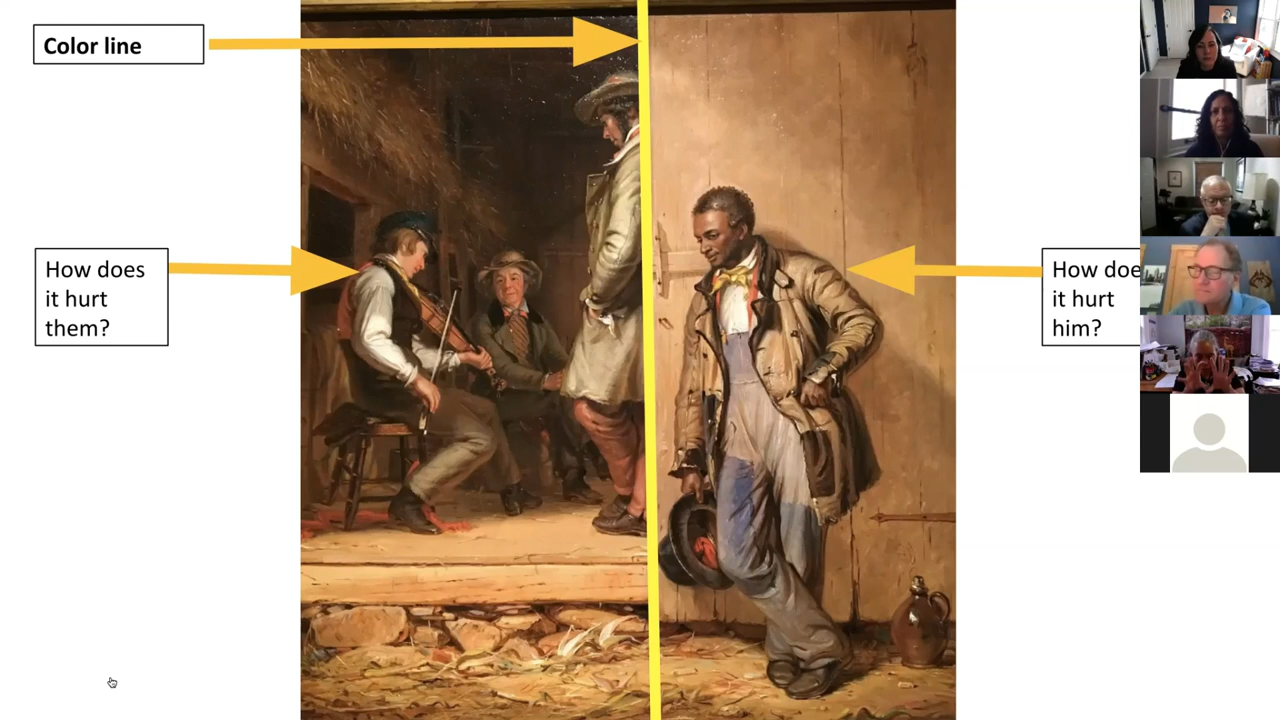 Color line
How does
it hurt
them?
How doe
it hurt
him?